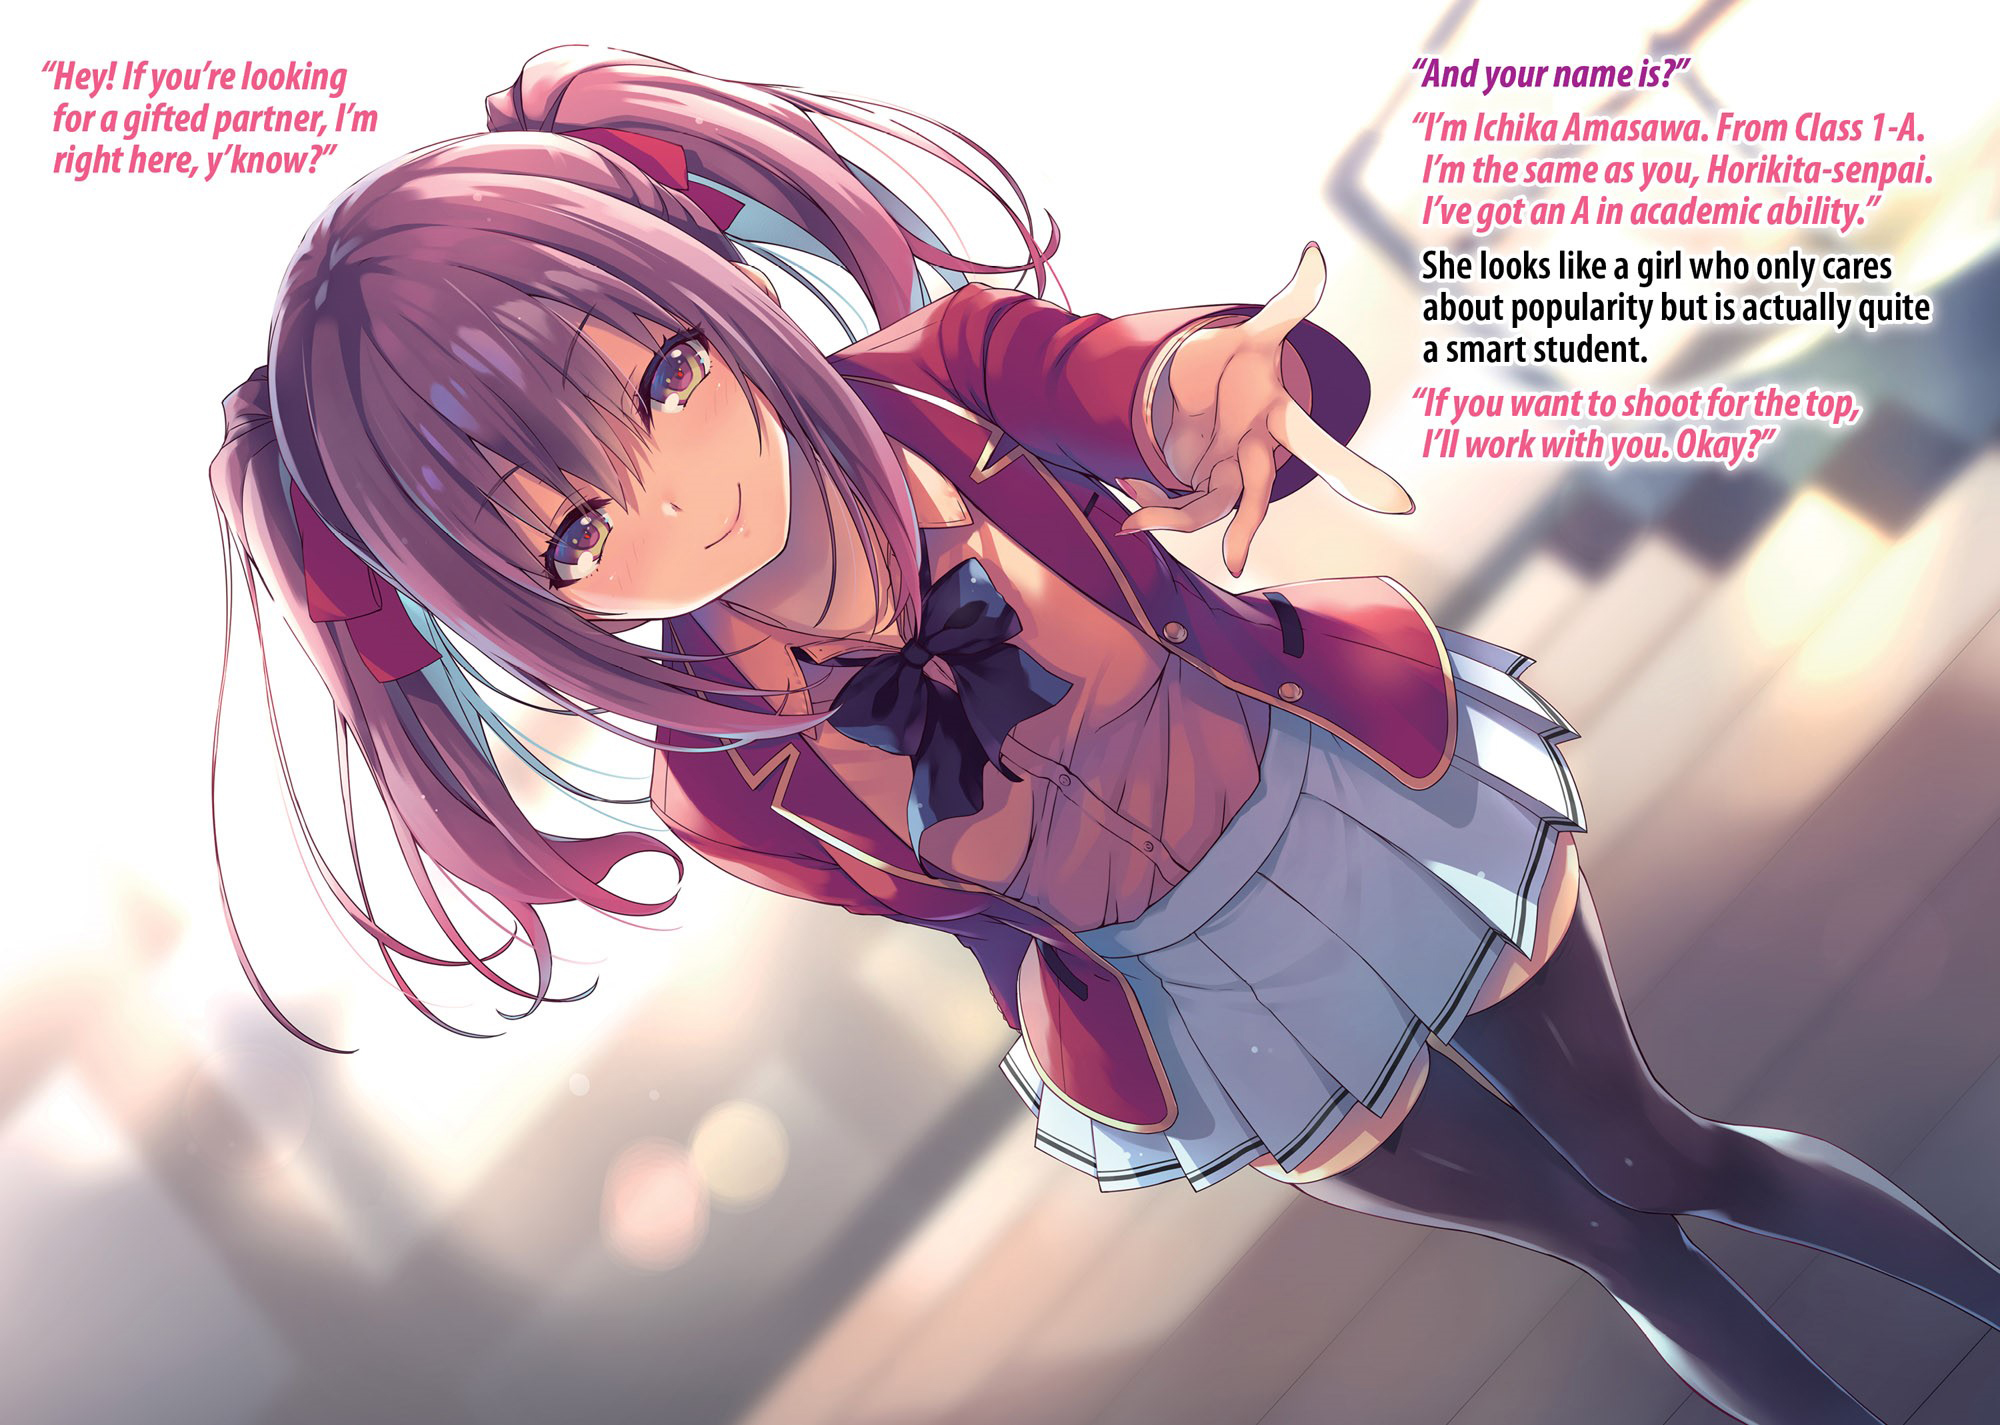 “Hey! If you’re looking
for a gifted partner, I’m
right here, y’know?”
“And your name is?”
“I’m Ichika Amasawa. From Class 1-A.
I’m the same as you, Horikita-senpai.
I’ve got an A in academic ability.”
She looks like a girl who only cares
about popularity but is actually quite
a smart student.
“If you want to shoot for the top,
I’ll work with you. Okay?”